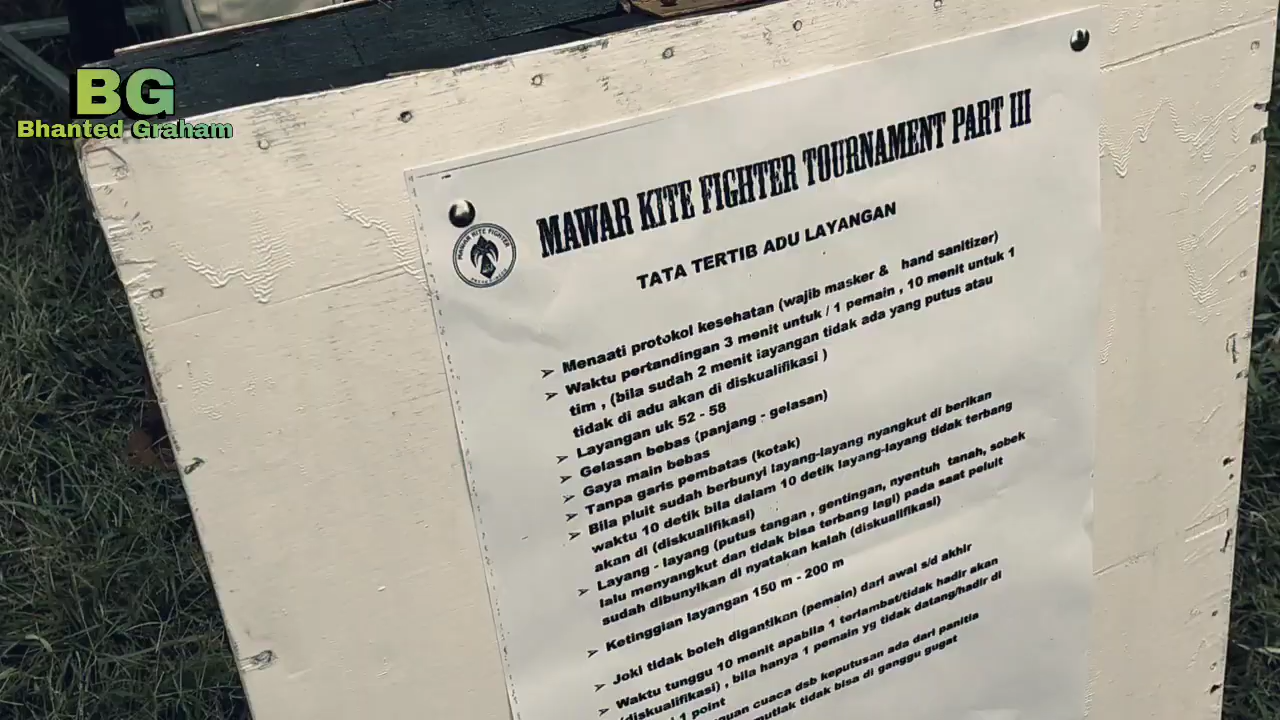 BG
Bhanted Graham
MAWAR KITE FIGHTER TOURNAMENT PART III
MAWAR KITE FIGHTER
TATA TERTIB ADU LAYANGAN
➢ Menaati protokol kesehatan (wajib masker & hand sanitizer)
➢ Waktu pertandingan 3 menit untuk / 1 pemain , 10 menit untuk 1
tim , (bila sudah 2 menit layangan tidak ada yang putus atau
tidak di adu akan di diskualifikasi )
➢ Layangan uk 52 - 58
➢ Gelasan bebas (panjang - gelasan)
➢ Gaya main bebas
➢ Tanpa garis pembatas (kotak)
➢ Bila pluit sudah berbunyi layang-layang nyangkut di berikan
waktu 10 detik bila dalam 10 detik layang-layang tidak terbang
akan di (diskualifikasi)
➢ Layang - layang (putus tangan , gentingan, nyentuh tanah, sobek
lalu menyangkut dan tidak bisa terbang lagi) pada saat peluit
sudah dibunyikan di nyatakan kalah (diskualifikasi)
➢ Ketinggian layangan 150 m - 200 m
➢ Joki tidak boleh digantikan (pemain) dari awal s/d akhir
➢ Waktu tunggu 10 menit apabila 1 terlambat/tidak hadir akan
(diskualifikasi) , bila hanya 1 pemain yg tidak datang/hadir di
1 point
cuaca dsb keputusan ada dari panitia
mutlak tidak bisa di ganggu gugat